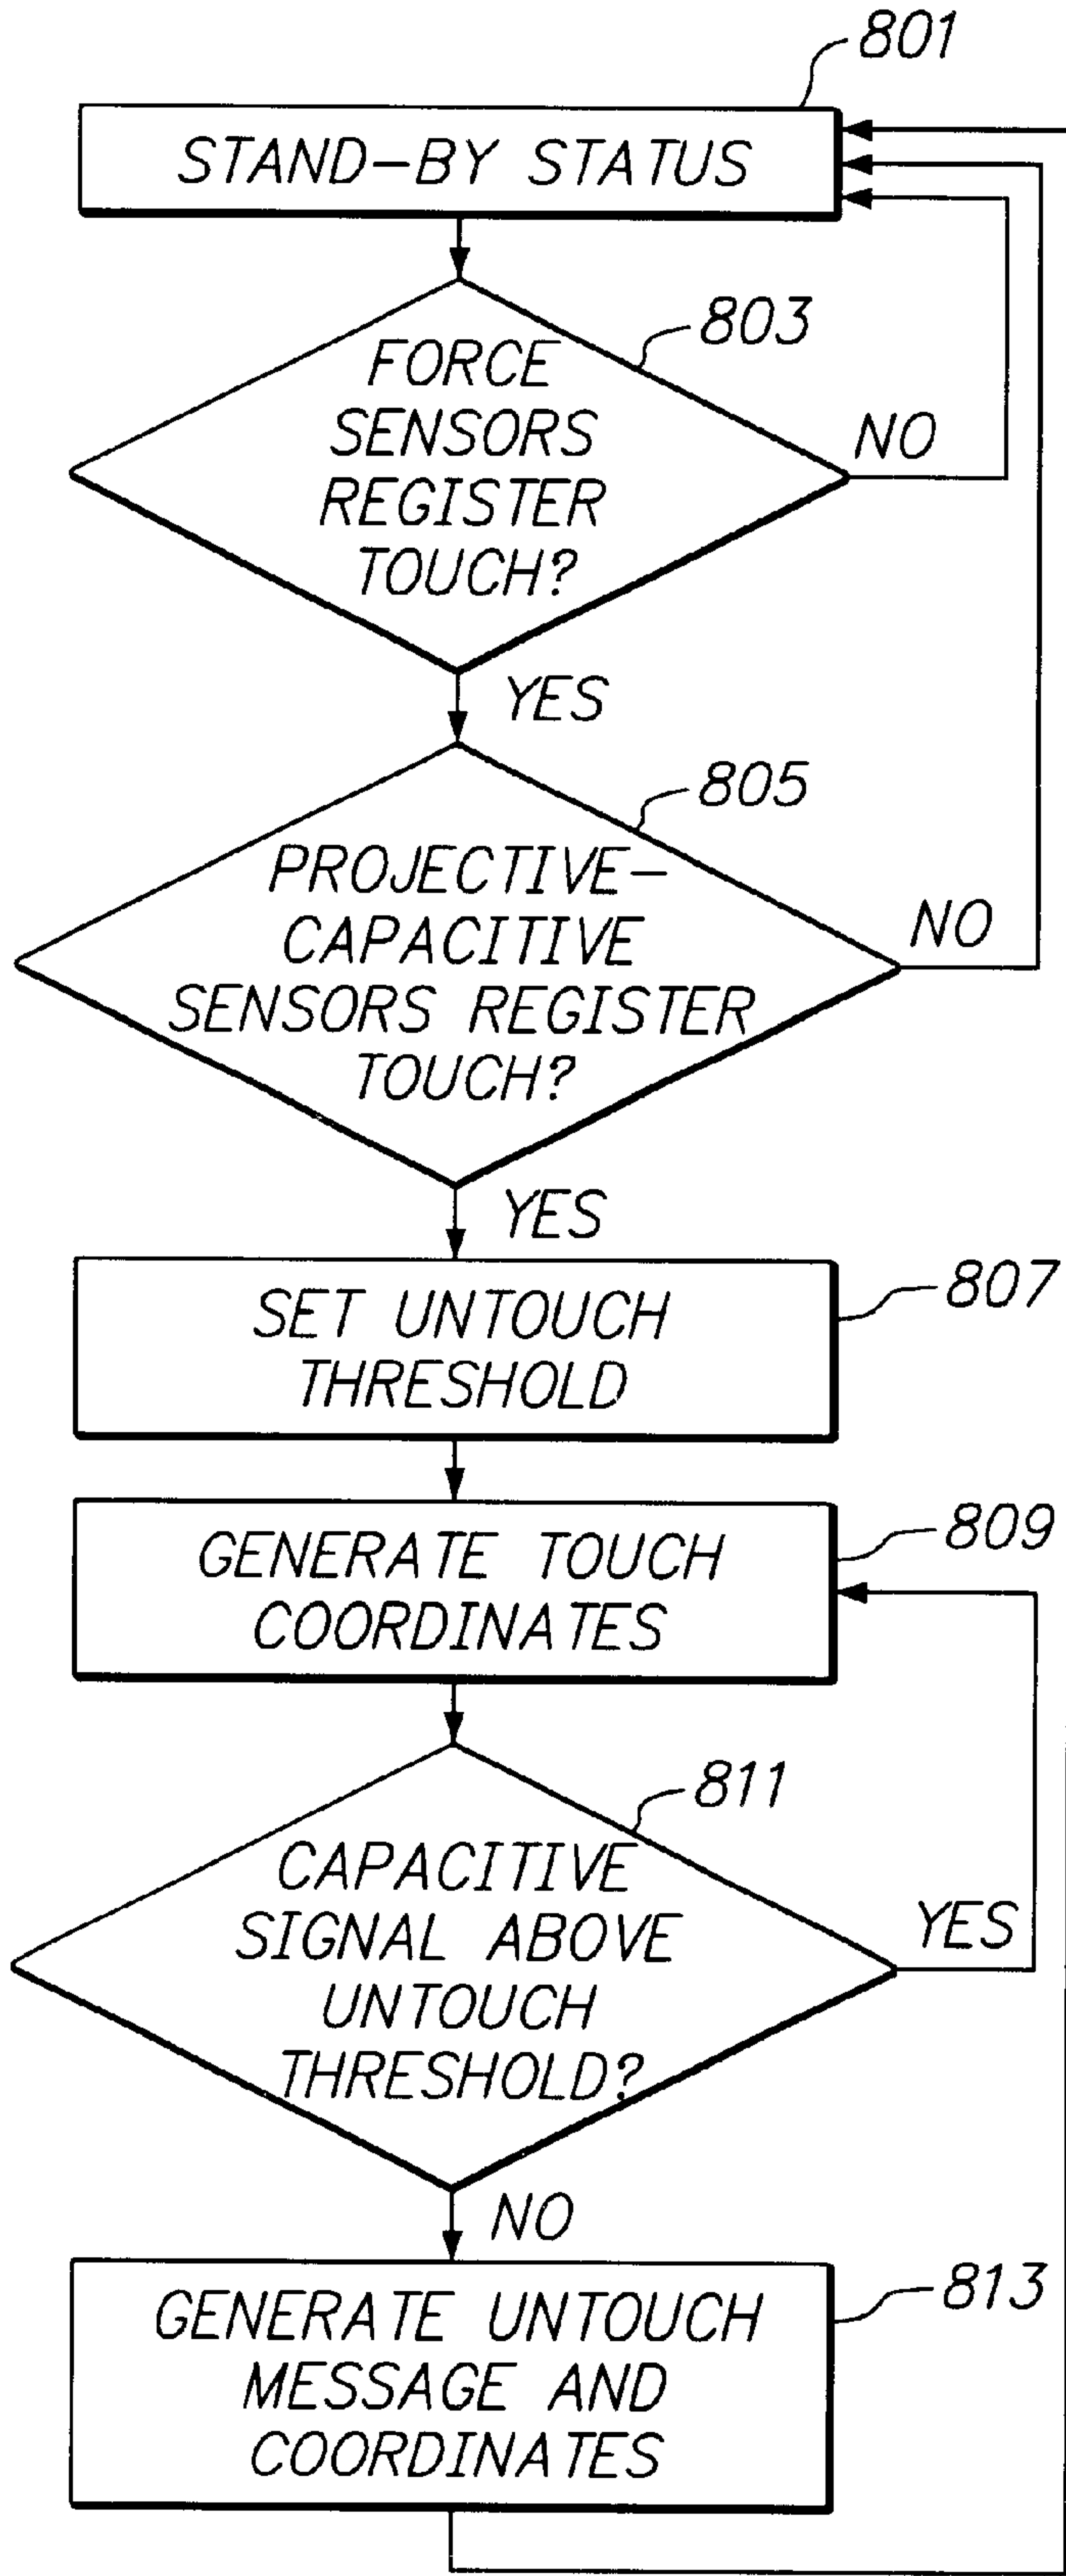 801
STAND-BY STATUS
803
FORCE
SENSORS
REGISTER
TOUCH?
NO
YES
805
PROJECTIVE-
CAPACITIVE
SENSORS REGISTER
TOUCH?
NO
YES
807
SET UNTOUCH
THRESHOLD
809
GENERATE TOUCH
COORDINATES
811
CAPACITIVE
SIGNAL ABOVE
UNTOUCH
THRESHOLD?
YES
NO
813
GENERATE UNTOUCH
MESSAGE AND
COORDINATES